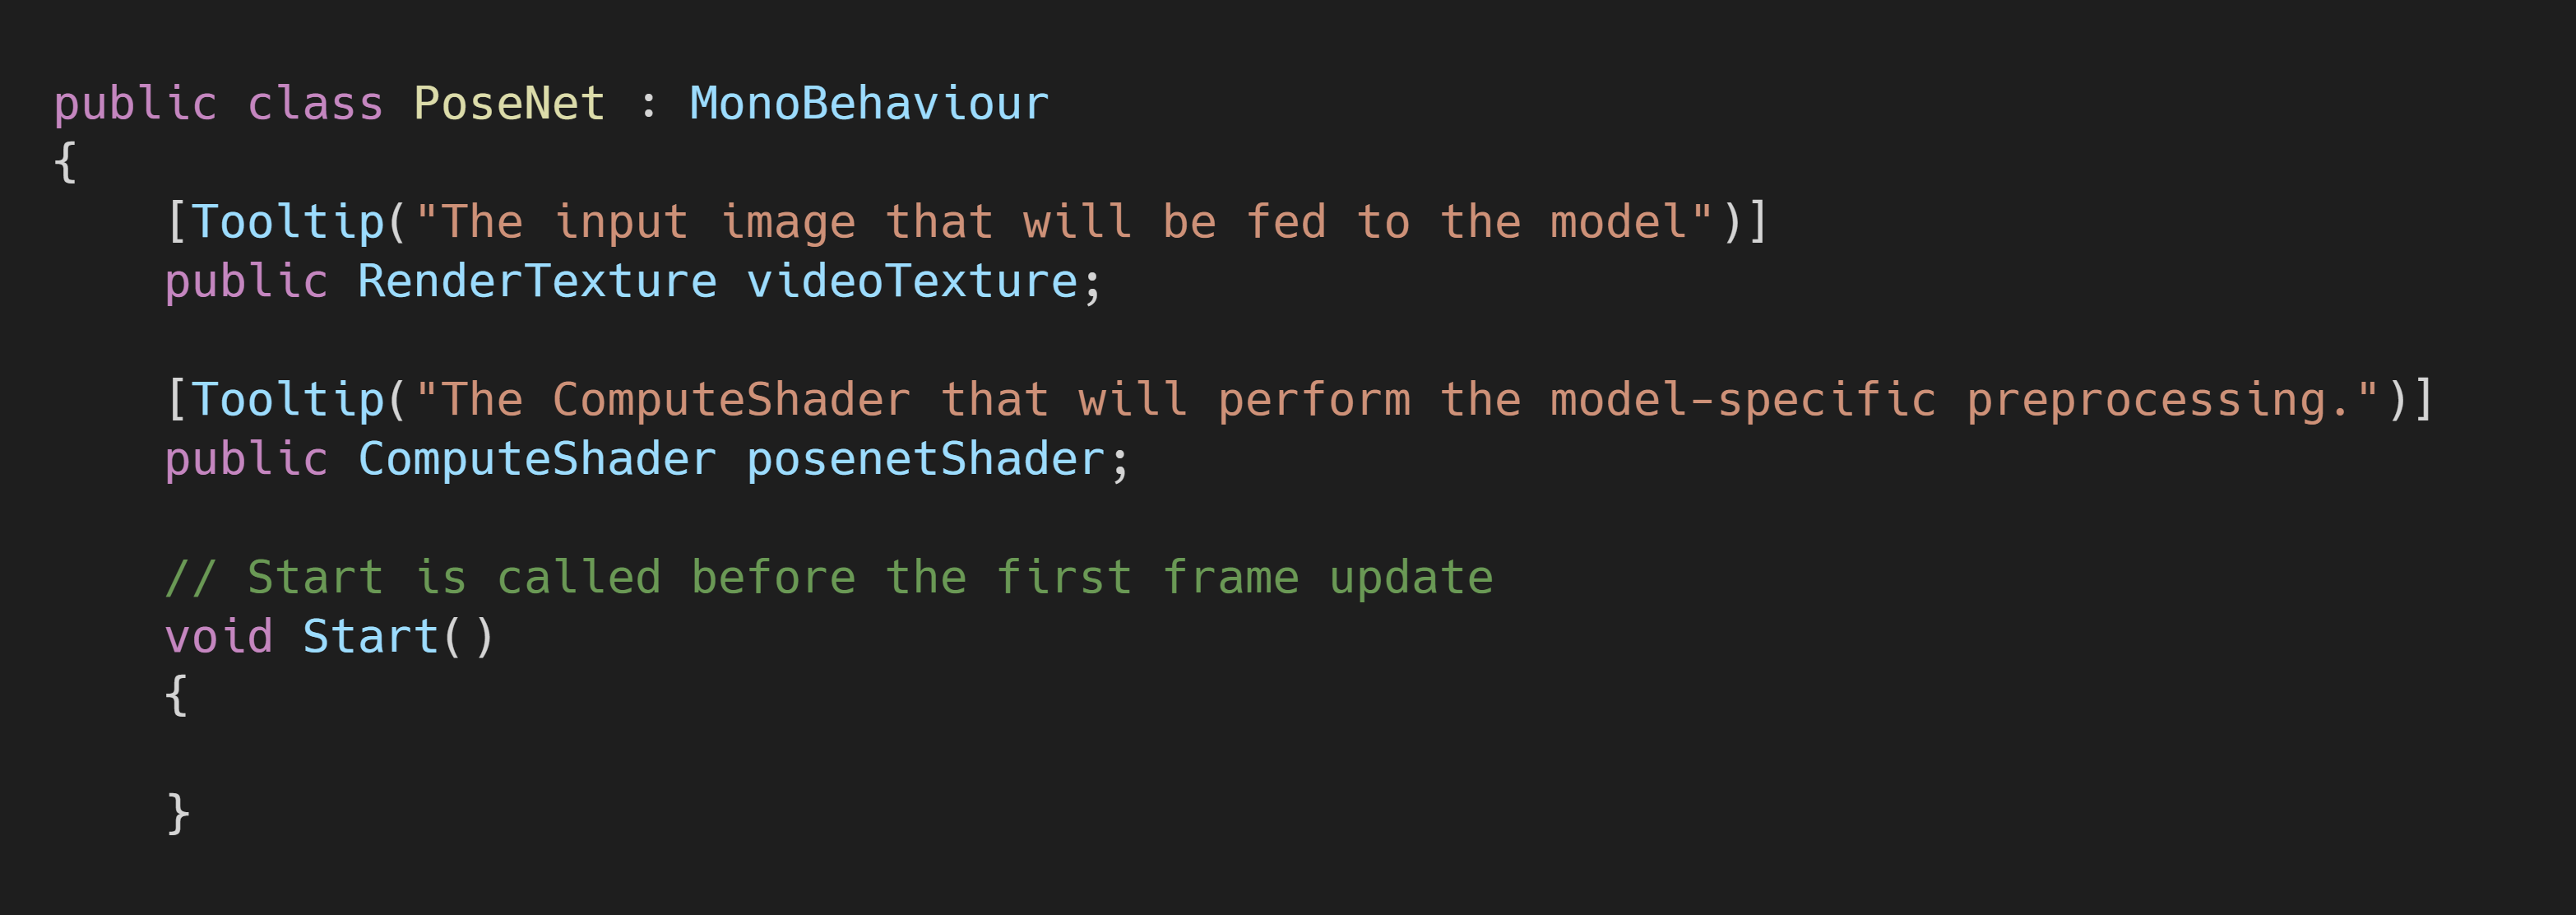 public class PoseNet : MonoBehaviour
{
    [Tooltip("The input image that will be fed to the model")]
    public RenderTexture videoTexture;

    [Tooltip("The ComputeShader that will perform the model-specific preprocessing.")]
    public ComputeShader posenetShader;

    // Start is called before the first frame update
    void Start()
    {

    }